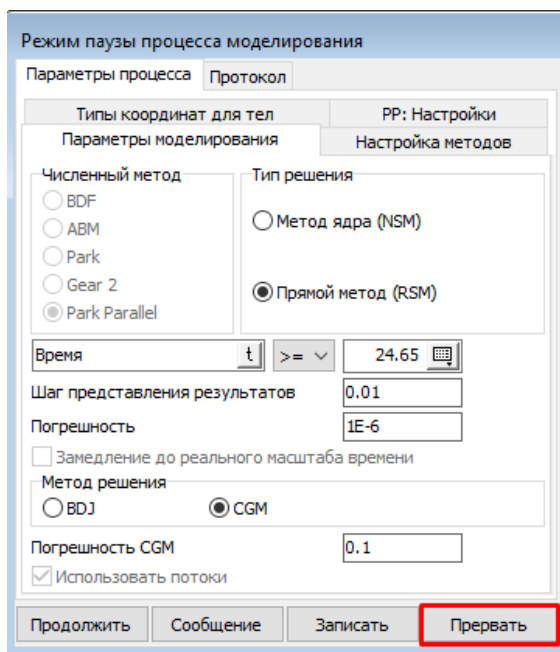 Режим паузы процесса моделирования
Параметры процесса Протокол
Типы координат для тел PP: Настройки
Параметры моделирования Настройка методов
Численный метод Тип решения
BDF
Метод ядра (NSM)
ABM
Park
Gear 2
Прямой метод (RSM)
Park Parallel
Время t >= 24.65
Шаг представления результатов 0.01
Погрешность 1E-6
Замедление до реального масштаба времени
Метод решения
BDJ CGM
Погрешность CGM 0.1
Использовать потоки
Продолжить Сообщение Записать Прервать